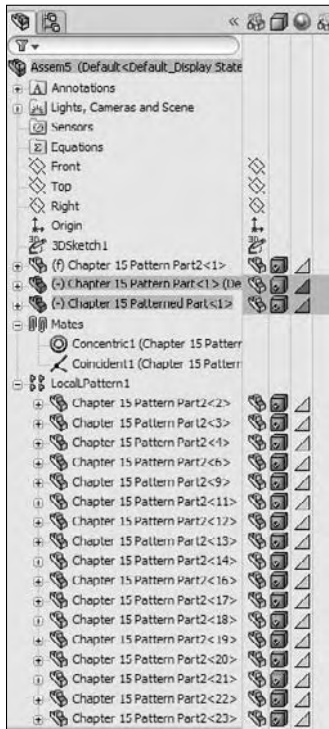 «
Assem5 (Default<Default_Display State
A Annotations
Lights, Cameras and Scene
Sensors
Σ Equations
Front
Top
Right
Origin
3D 3DSketch1
(f) Chapter 15 Pattern Part2<1>
(-) Chapter 15 Pattern Part<1> (De
(-) Chapter 15 Patterned Part<1>
Mates
Concentric1 (Chapter 15 Patterr
Coincident1 (Chapter 15 Patterr
LocalLPattern1
Chapter 15 Pattern Part2<2>
Chapter 15 Pattern Part2<3>
Chapter 15 Pattern Part2<4>
Chapter 15 Pattern Part2<6>
Chapter 15 Pattern Part2<9>
Chapter 15 Pattern Part2<11>
Chapter 15 Pattern Part2<12>
Chapter 15 Pattern Part2<13>
Chapter 15 Pattern Part2<14>
Chapter 15 Pattern Part2<16>
Chapter 15 Pattern Part2<17>
Chapter 15 Pattern Part2<18>
Chapter 15 Pattern Part2<19>
Chapter 15 Pattern Part2<20>
Chapter 15 Pattern Part2<21>
Chapter 15 Pattern Part2<22>
Chapter 15 Pattern Part2<23>